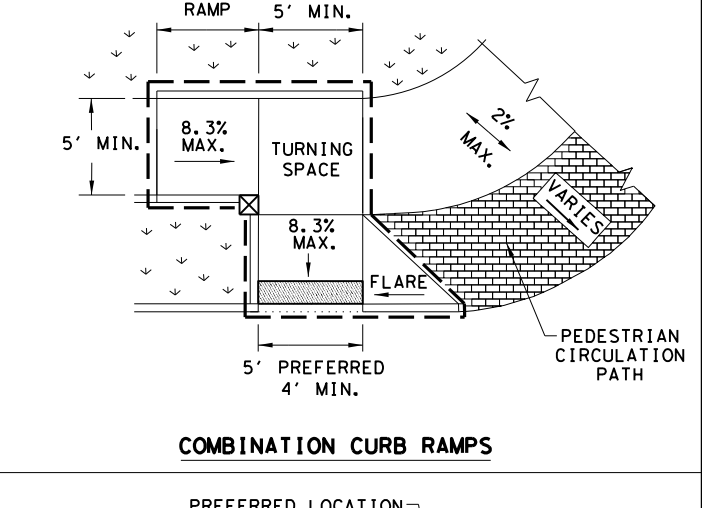 RAMP
5' MIN.
5' MIN.
8.3%
MAX.
TURNING
SPACE
2%
MAX.
VARIES
8.3%
MAX.
FLARE
PEDESTRIAN
CIRCULATION
PATH
5' PREFERRED
4' MIN.
COMBINATION CURB RAMPS
PREFERRED LOCATION